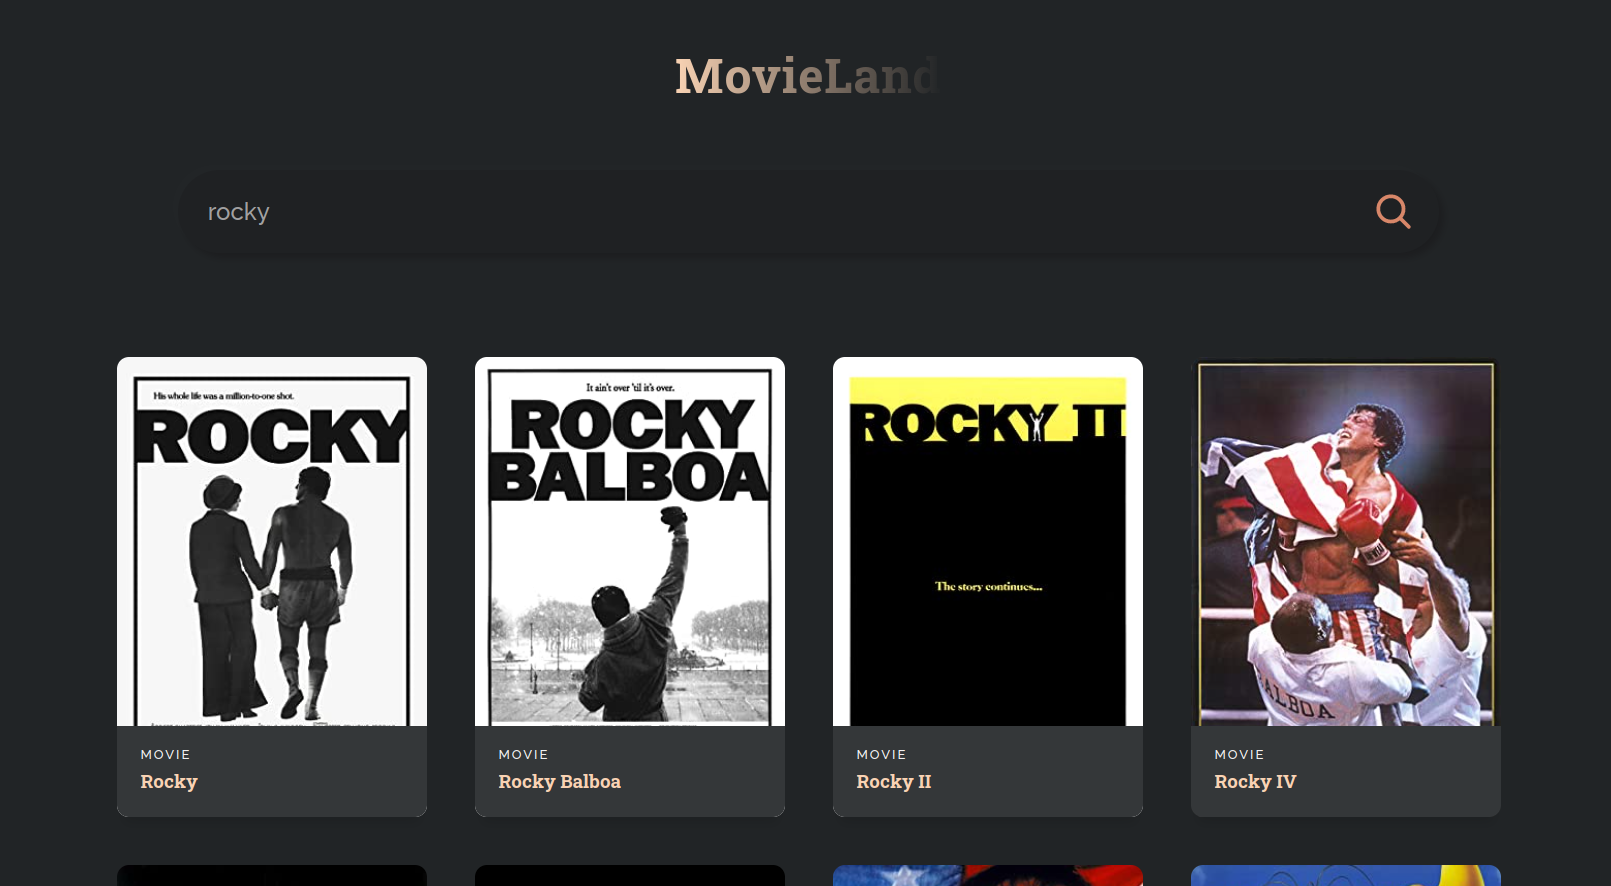 MovieLand
rocky
His whole life was a million-to-one shot.
ROCKY
MOVIE
Rocky
It ain't over 'til it's over.
ROCKY
BALBOA
MOVIE
Rocky Balboa
ROCKY II
The story continues...
MOVIE
Rocky II
BALBOA
MOVIE
Rocky IV